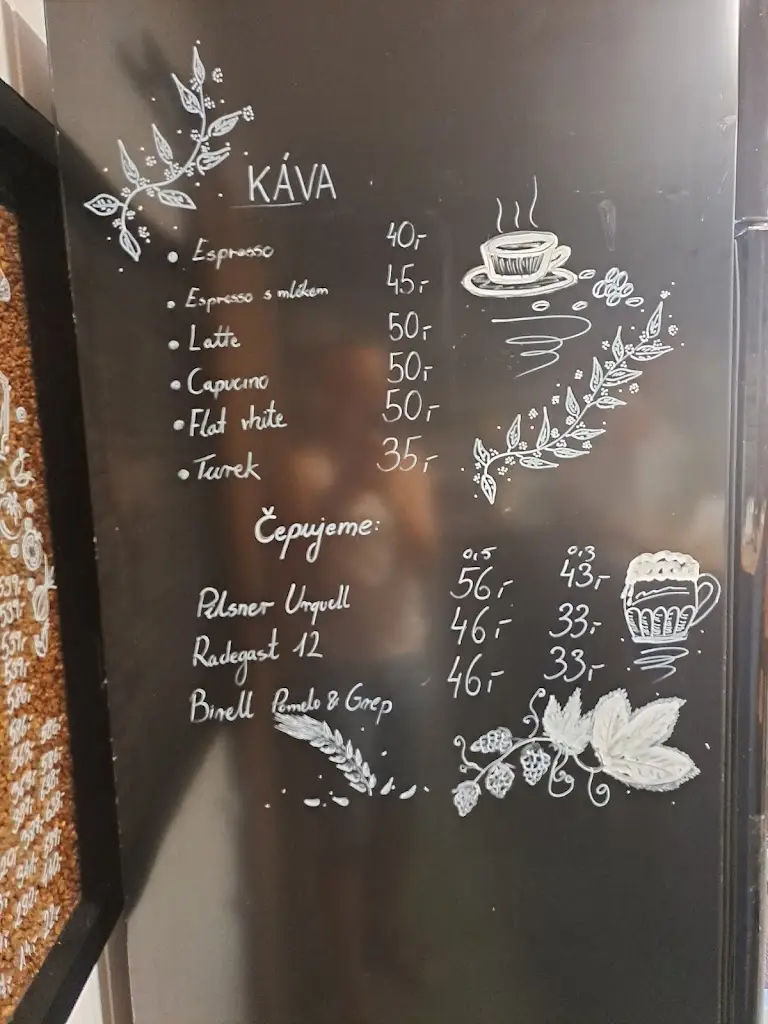 KÁVA
• Espresso 40,-
• Espresso s mlékem 45,-
• Latte 50,-
• Capucino 50,-
• Flat vhite 50,-
• Turek 35,-
Čepujeme:
0,5 0,3
Pilsner Urquell 56,- 43,-
Radegast 12 46,- 33,-
Birell Pomelo & Grep 46,- 33,-